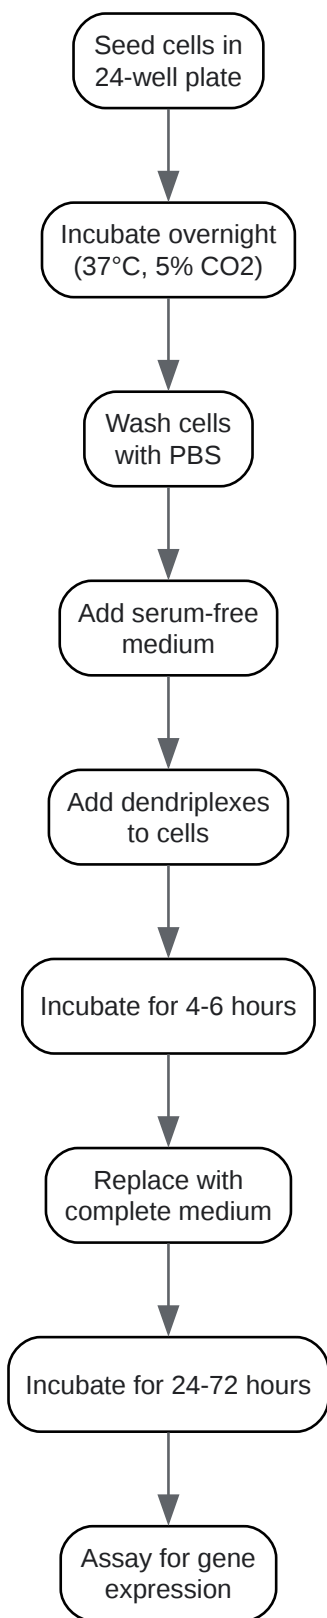 Seed cells in
24-well plate
Incubate overnight
(37°C, 5% CO2)
Wash cells
with PBS
Add serum-free
medium
Add dendriplexes
to cells
Incubate for 4-6 hours
Replace with
complete medium
Incubate for 24-72 hours
Assay for gene
expression